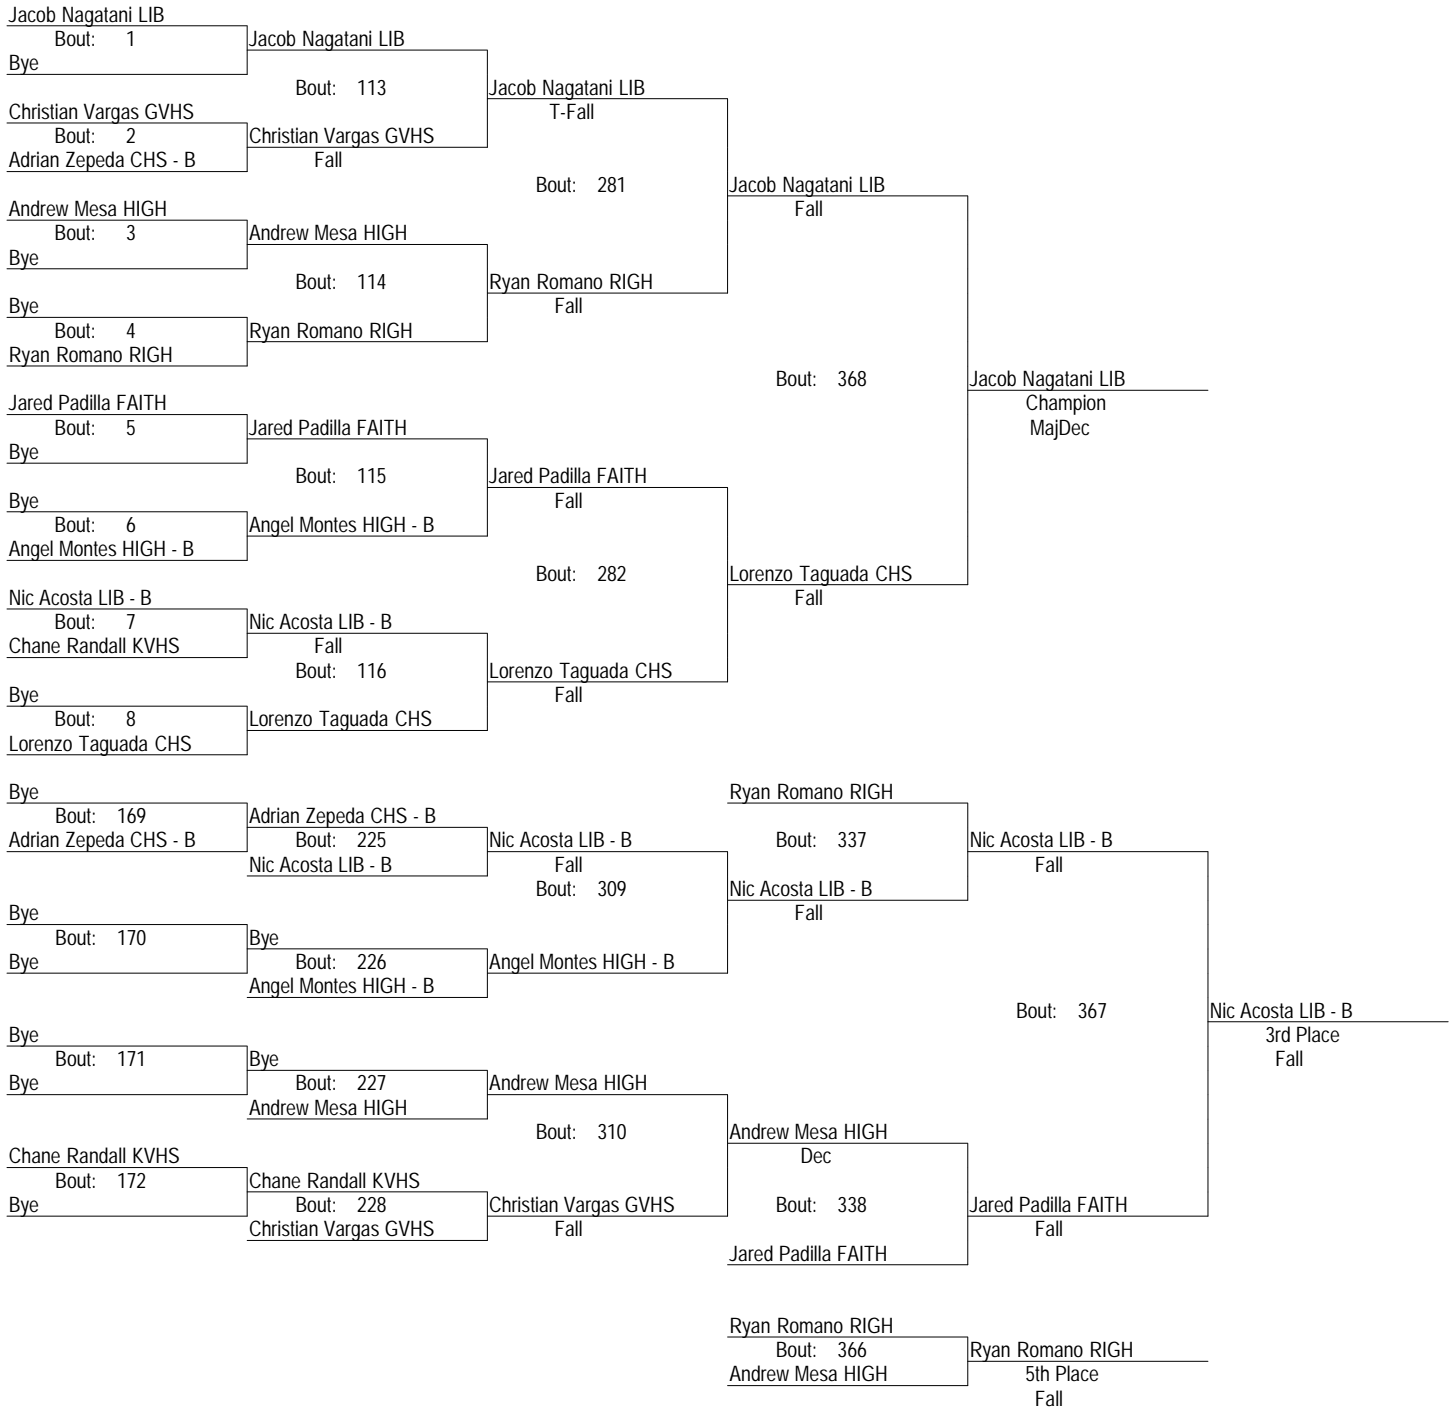 Jacob Nagatani LIB
Bout: 1
Jacob Nagatani LIB
Bye
Bout: 113
Jacob Nagatani LIB
T-Fall
Christian Vargas GVHS
Bout: 2
Christian Vargas GVHS
Adrian Zepeda CHS - B
Fall
Bout: 281
Jacob Nagatani LIB
Fall
Andrew Mesa HIGH
Bout: 3
Andrew Mesa HIGH
Bye
Bout: 114
Ryan Romano RIGH
Fall
Bye
Bout: 4
Ryan Romano RIGH
Ryan Romano RIGH
Bout: 368
Jacob Nagatani LIB
Champion
MajDec
Jared Padilla FAITH
Bout: 5
Jared Padilla FAITH
Bye
Bout: 115
Jared Padilla FAITH
Fall
Bye
Bout: 6
Angel Montes HIGH - B
Angel Montes HIGH - B
Bout: 282
Lorenzo Taguada CHS
Fall
Nic Acosta LIB - B
Bout: 7
Nic Acosta LIB - B
Chane Randall KVHS
Fall
Bout: 116
Lorenzo Taguada CHS
Fall
Bye
Bout: 8
Lorenzo Taguada CHS
Lorenzo Taguada CHS
Bye
Bout: 169
Adrian Zepeda CHS - B
Adrian Zepeda CHS - B
Bout: 225
Nic Acosta LIB - B
Nic Acosta LIB - B
Fall
Bout: 309
Ryan Romano RIGH
Bout: 337
Nic Acosta LIB - B
Fall
Nic Acosta LIB - B
Fall
Bye
Bout: 170
Bye
Bye
Bout: 226
Angel Montes HIGH - B
Angel Montes HIGH - B
Bout: 367
Nic Acosta LIB - B
3rd Place
Fall
Bye
Bout: 171
Bye
Bye
Bout: 227
Andrew Mesa HIGH
Andrew Mesa HIGH
Bout: 310
Andrew Mesa HIGH
Dec
Chane Randall KVHS
Bout: 172
Bye
Chane Randall KVHS
Bout: 228
Christian Vargas GVHS
Christian Vargas GVHS
Fall
Bout: 338
Jared Padilla FAITH
Fall
Jared Padilla FAITH
Ryan Romano RIGH
Bout: 366
Andrew Mesa HIGH
Ryan Romano RIGH
5th Place
Fall